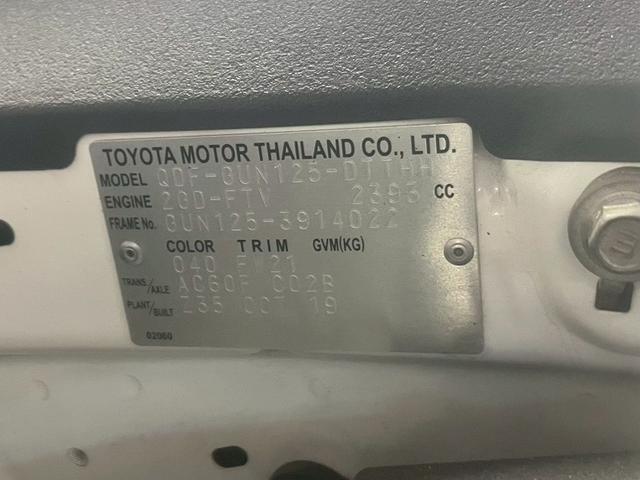 TOYOTA MOTOR THAILAND CO., LTD.
MODEL QDF-GUN125-DTTHH
ENGINE 2GD-FTV 2393 CC
FRAME No. GUN125-3914022
COLOR TRIM GVM(KG)
040 EW21
TRANS./AXLE AC60F C02B
PLANT/BUILT Z35 OCT 19
02060